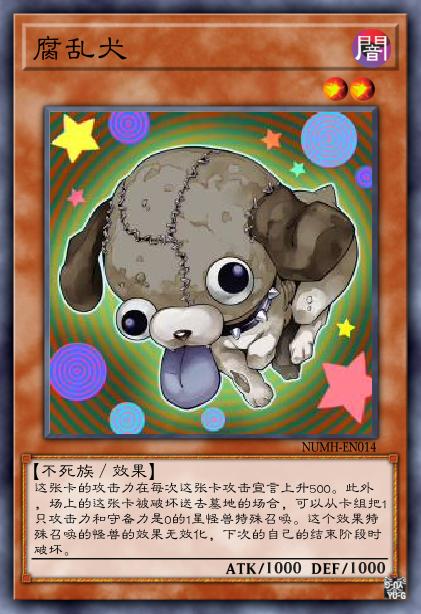 腐乱犬
闇
NUMH-EN014
【不死族／效果】
这张卡的攻击力在每次这张卡攻击宣言上升500。此外
，场上的这张卡被破坏送去墓地的场合，可以从卡组把1
只攻击力和守备力是0的1星怪兽特殊召唤。这个效果特
殊召唤的怪兽的效果无效化，下次的自己的结束阶段时
破坏。
ATK/1000 DEF/1000